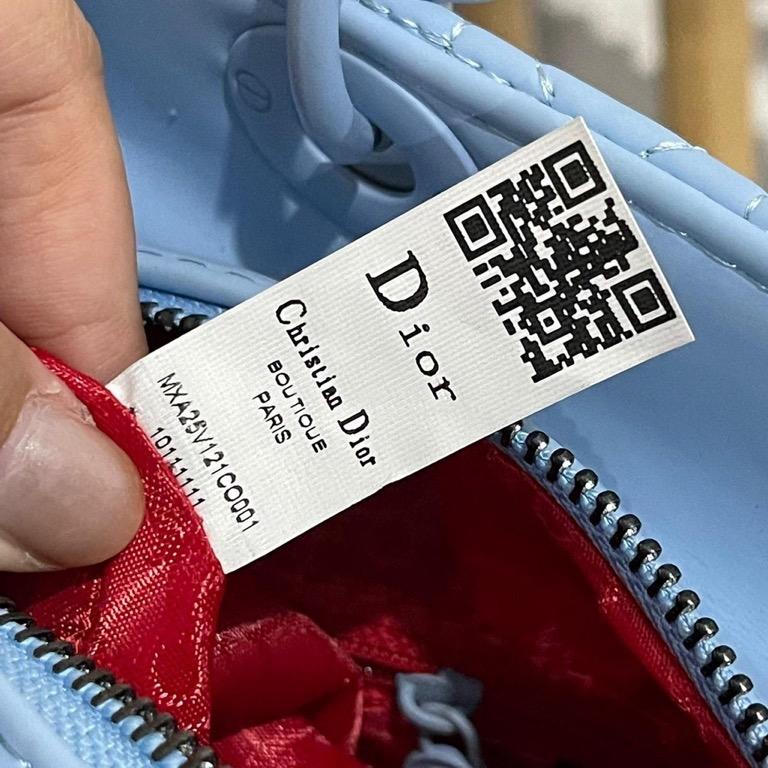 Dior
Christian Dior
BOUTIQUE
PARIS
MXA25V121CO001
10111111